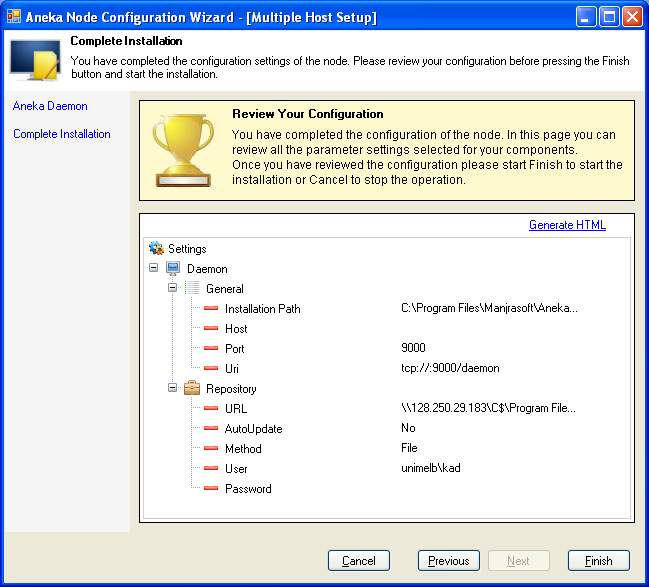 Aneka Node Configuration Wizard - [Multiple Host Setup]
Complete Installation
You have completed the configuration settings of the node. Please review your configuration before pressing the Finish
button and start the installation.
Aneka Daemon
Complete Installation
Review Your Configuration
You have completed the configuration of the node. In this page you can
review all the parameter settings selected for your components.
Once you have reviewed the configuration please start Finish to start the
installation or Cancel to stop the operation.
Generate HTML
Settings
Daemon
General
Installation Path C:\Program Files\Manjrasoft\Aneka...
Host
Port 9000
Uri tcp://:9000/daemon
Repository
URL \\128.250.29.183\C$\Program File...
AutoUpdate No
Method File
User unimelb\kad
Password
Cancel Previous Next Finish